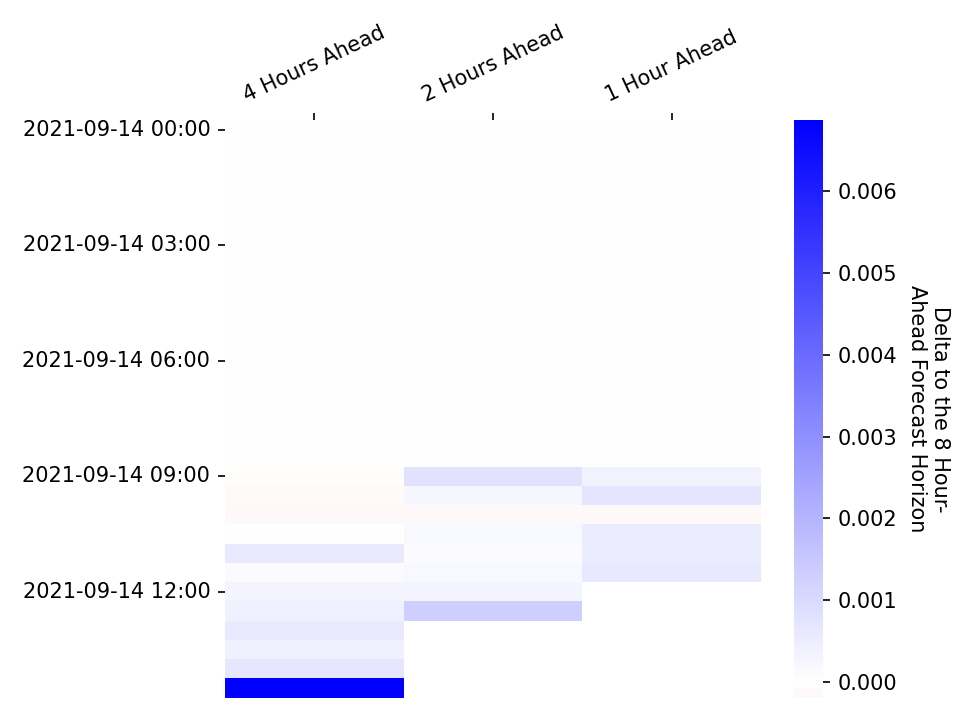 4 Hours Ahead
2 Hours Ahead
1 Hour Ahead
2021-09-14 00:00
2021-09-14 03:00
2021-09-14 06:00
2021-09-14 09:00
2021-09-14 12:00
0.006
0.005
0.004
0.003
0.002
0.001
0.000
Delta to the 8 Hour-
Ahead Forecast Horizon